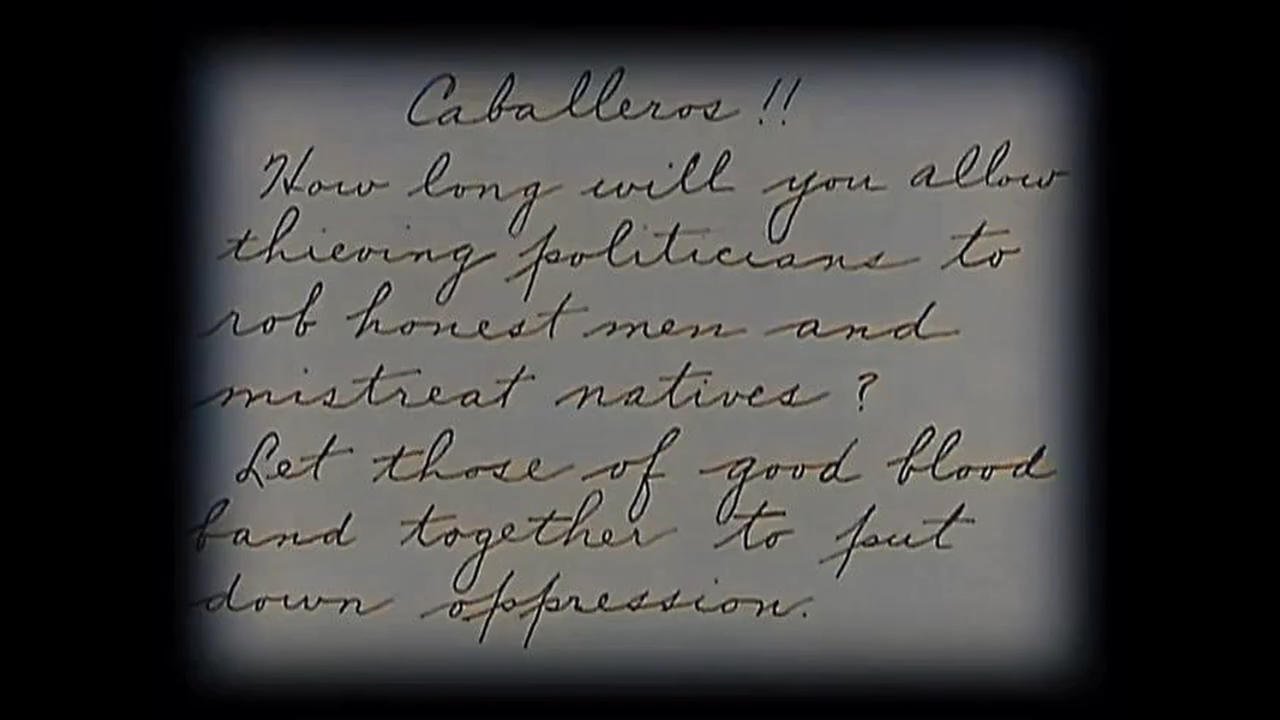 Caballeros!!
How long will you allow
thieving politicians to
rob honest men and
mistreat natives?
Let those of good blood
band together to put
down oppression.